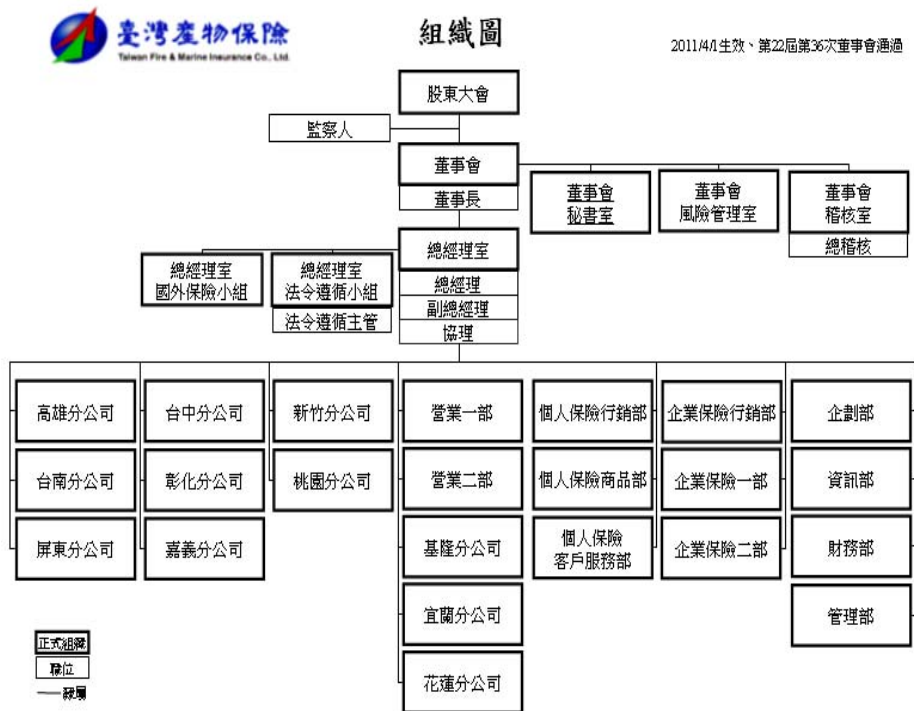 臺灣產物保險
Taiwan Fire & Marine Insurance Co., Ltd.
組織圖
2011/4/1生效、第22屆第36次董事會通過
股東大會
監察人
董事會
董事長
董事會
秘書室
董事會
風險管理室
董事會
稽核室
總稽核
總經理室
總經理
副總經理
協理
總經理室
國外保險小組
總經理室
法令遵循小組
法令遵循主管
高雄分公司
台中分公司
新竹分公司
營業一部
個人保險行銷部
企業保險行銷部
企劃部
台南分公司
彰化分公司
桃園分公司
營業二部
個人保險商品部
企業保險一部
資訊部
屏東分公司
嘉義分公司
基隆分公司
個人保險
客戶服務部
企業保險二部
財務部
宜蘭分公司
管理部
花蓮分公司
正式組織
職位
隸屬